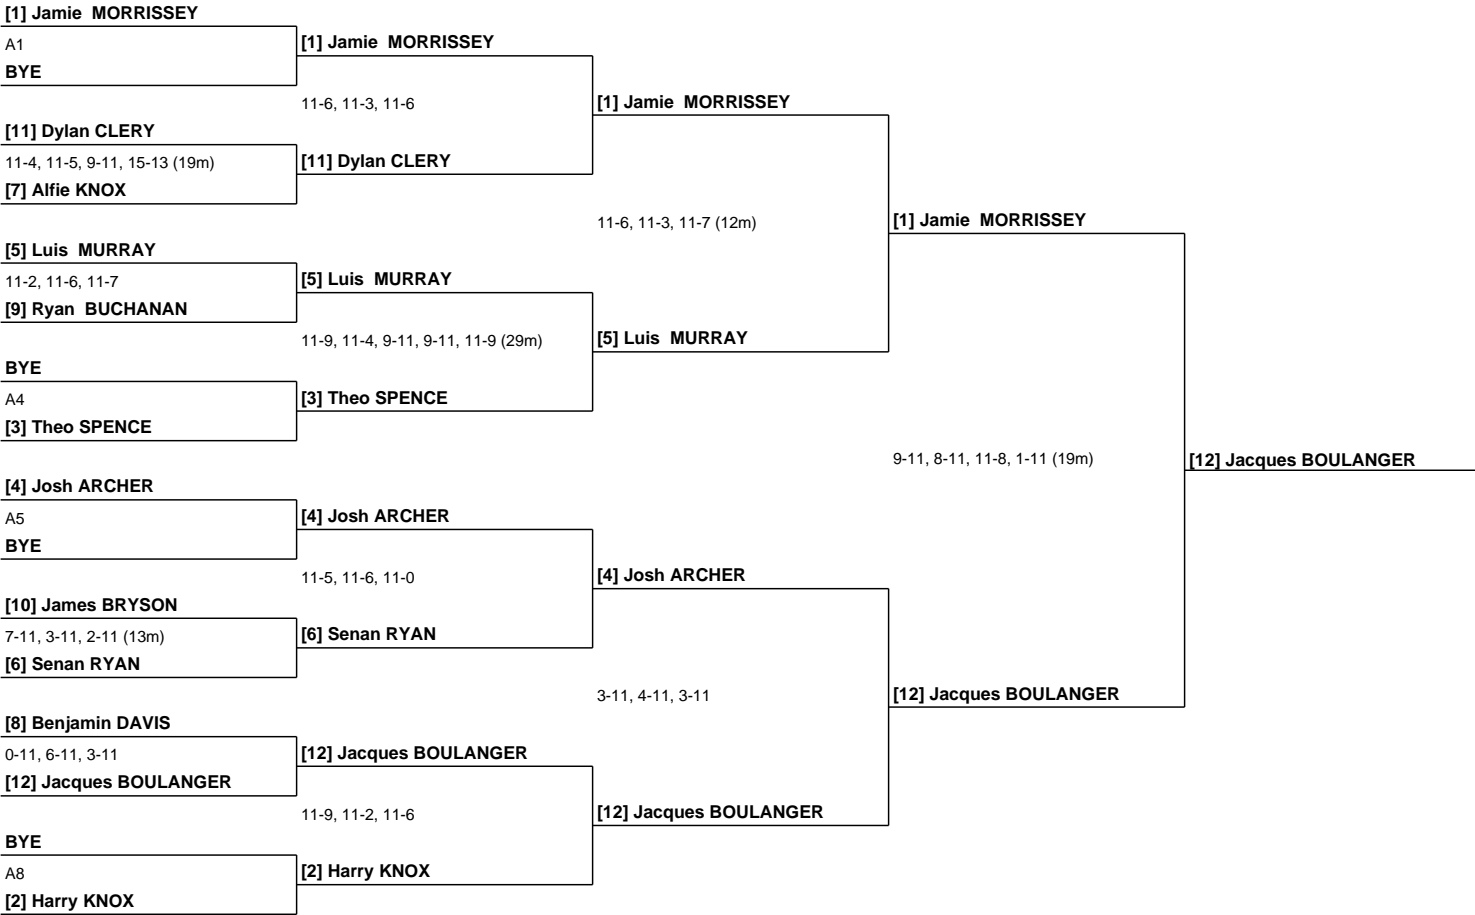 [1] Jamie  MORRISSEY
A1
BYE
[11] Dylan CLERY
11-4, 11-5, 9-11, 15-13 (19m)
[7] Alfie KNOX
[5] Luis  MURRAY
11-2, 11-6, 11-7
[9] Ryan  BUCHANAN
BYE
A4
[3] Theo SPENCE
[4] Josh ARCHER
A5
BYE
[10] James BRYSON
7-11, 3-11, 2-11 (13m)
[6] Senan RYAN
[8] Benjamin DAVIS
0-11, 6-11, 3-11
[12] Jacques BOULANGER
BYE
A8
[2] Harry KNOX
[1] Jamie  MORRISSEY
11-6, 11-3, 11-6
[11] Dylan CLERY
[5] Luis  MURRAY
11-9, 11-4, 9-11, 9-11, 11-9 (29m)
[3] Theo SPENCE
[4] Josh ARCHER
11-5, 11-6, 11-0
[6] Senan RYAN
[12] Jacques BOULANGER
11-9, 11-2, 11-6
[2] Harry KNOX
[1] Jamie  MORRISSEY
11-6, 11-3, 11-7 (12m)
[5] Luis  MURRAY
[4] Josh ARCHER
3-11, 4-11, 3-11
[12] Jacques BOULANGER
[1] Jamie  MORRISSEY
9-11, 8-11, 11-8, 1-11 (19m)
[12] Jacques BOULANGER
[12] Jacques BOULANGER